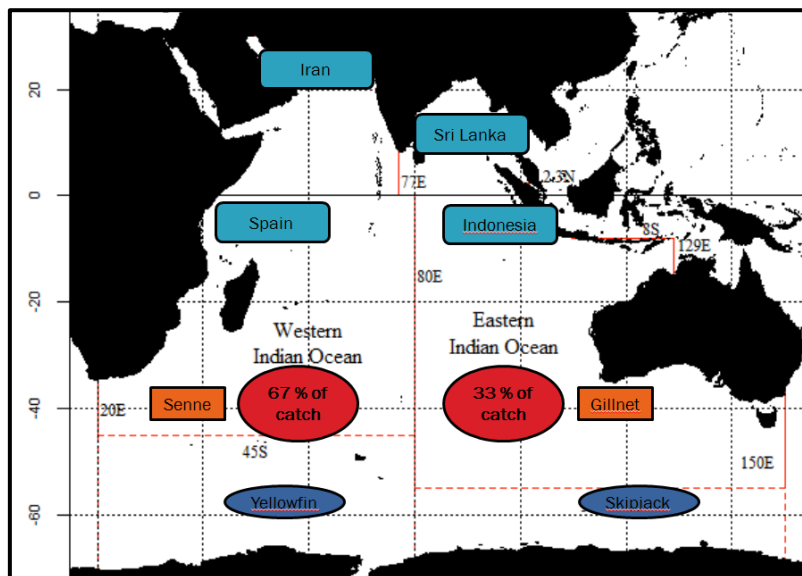 Iran
20
Sri Lanka
77E
2.5N
0
Spain
Indonesia
8S
129E
80E
-20
Western
Indian Ocean
Eastern
Indian Ocean
Senne
67 % of
catch
33 % of
catch
Gillnet
-40
20E
45S
150E
Yellowfin
Skipjack
-60